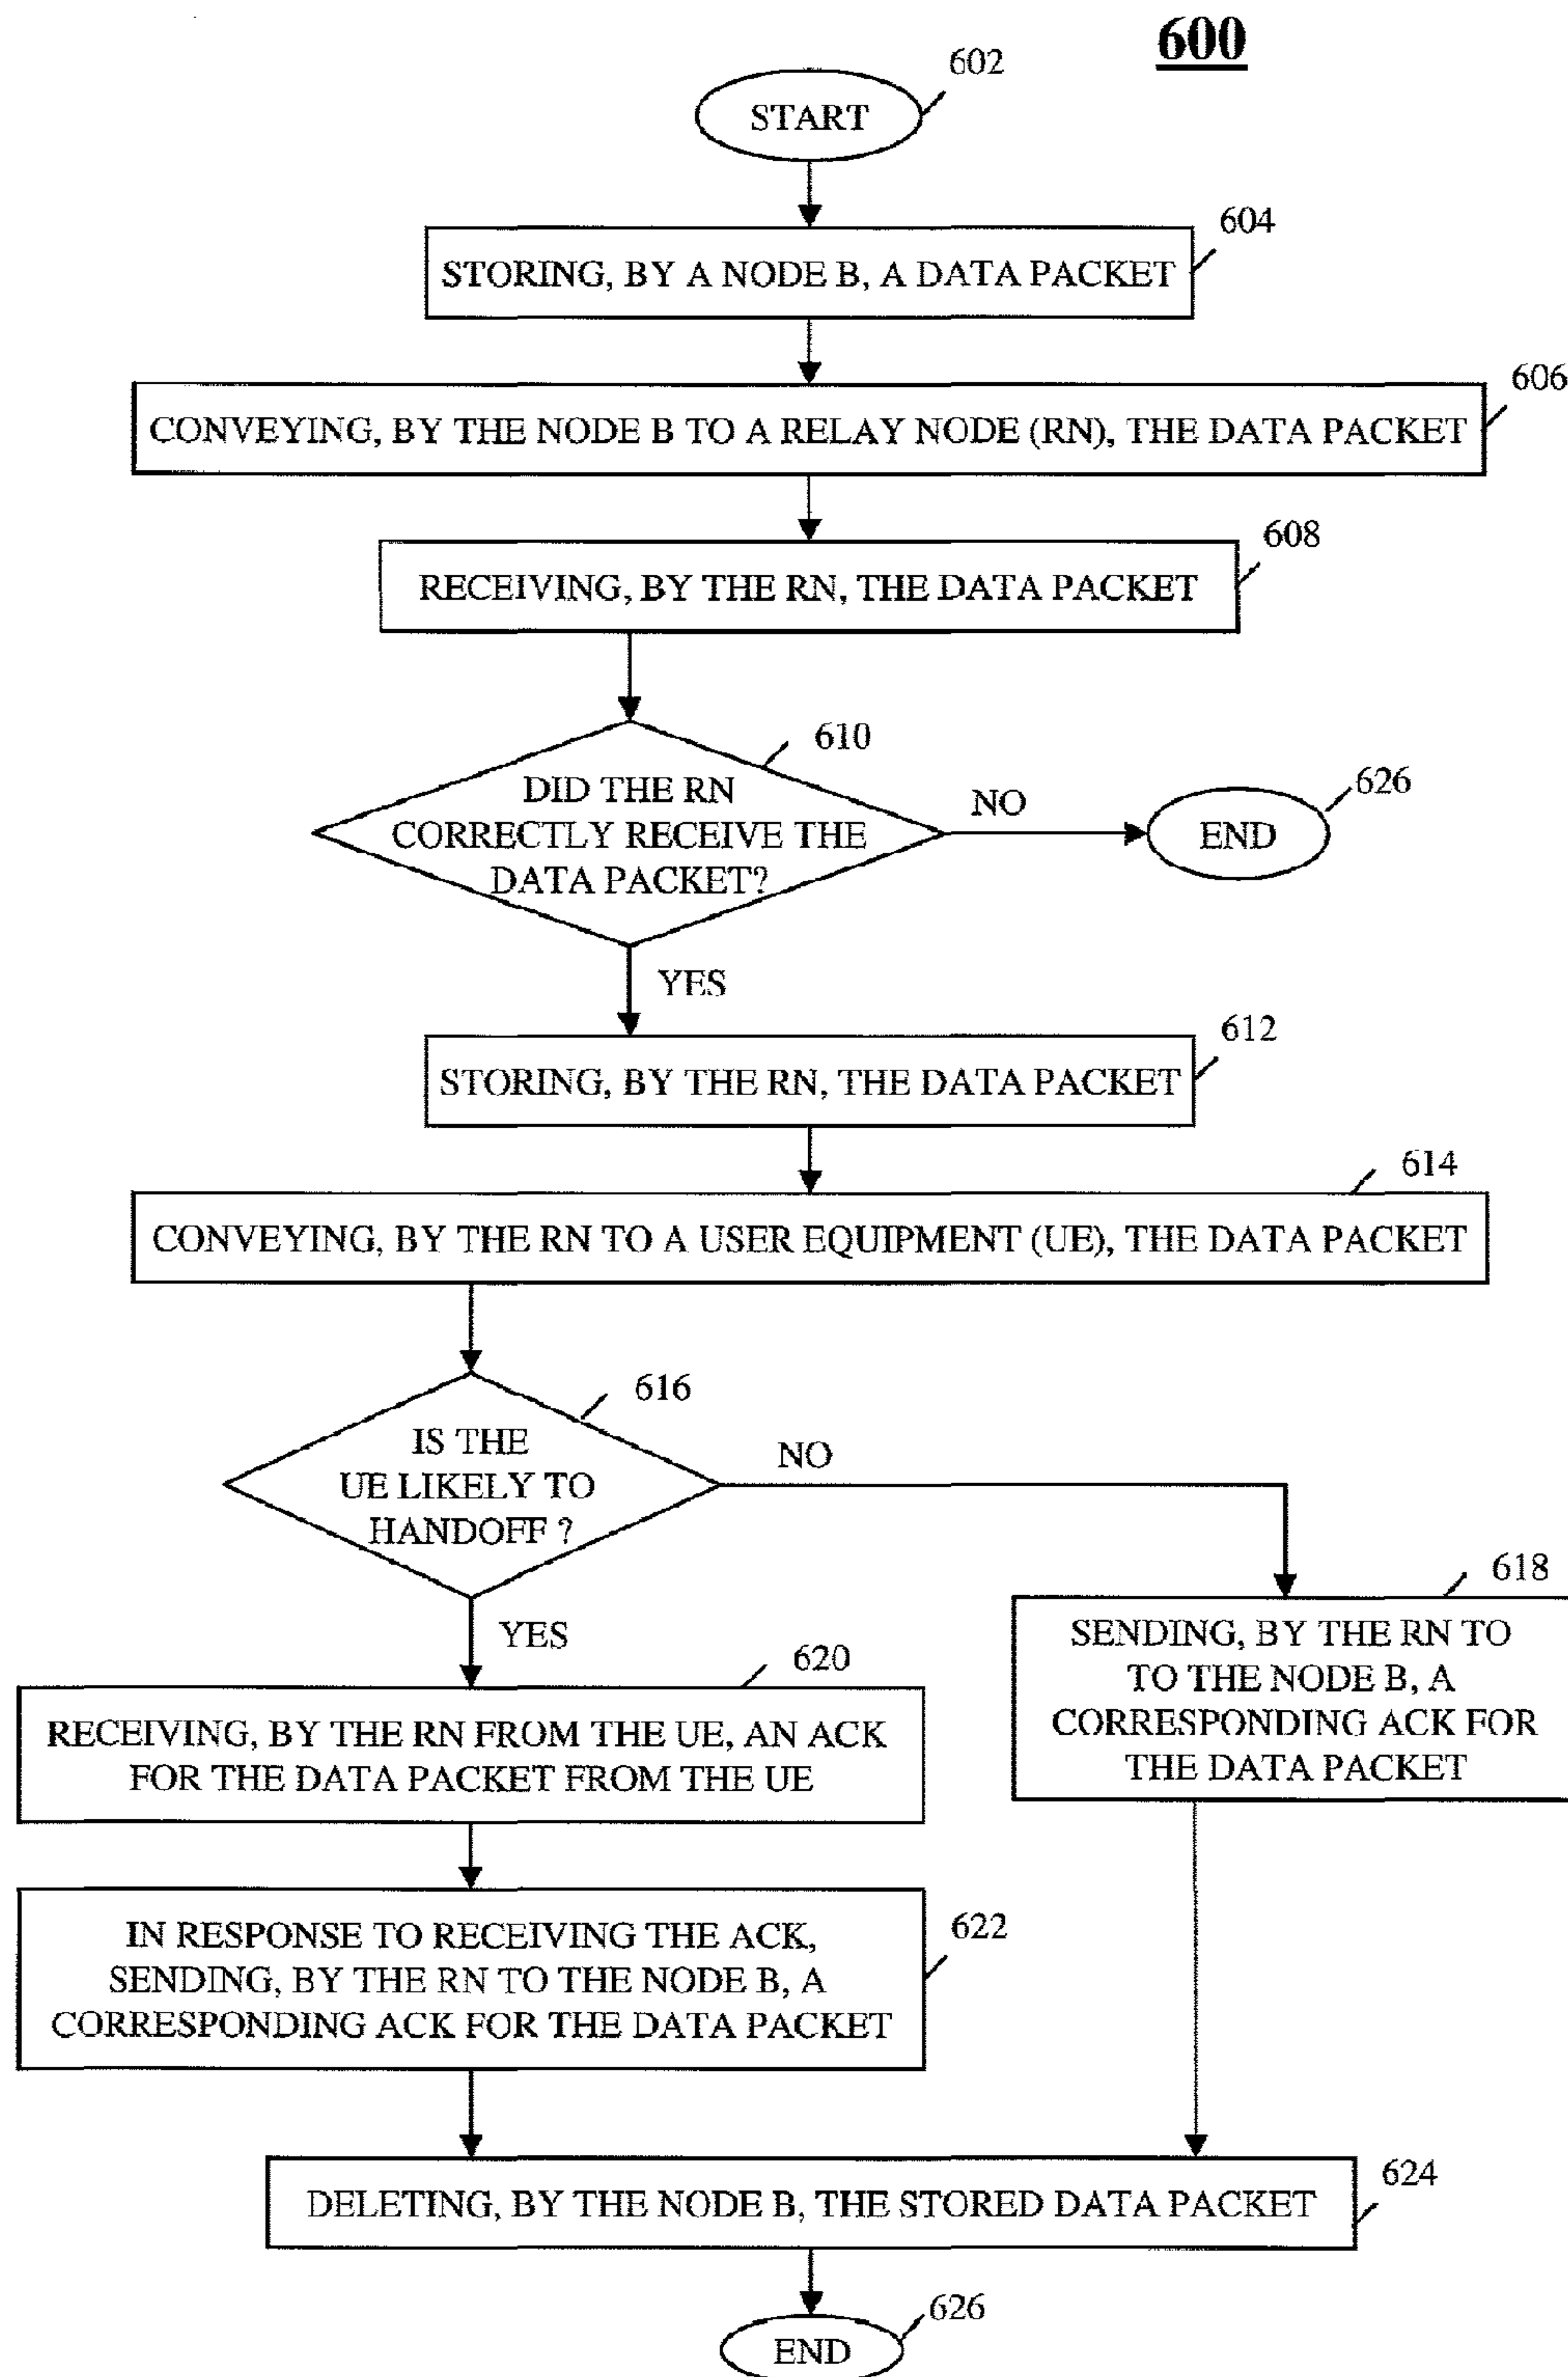 600
602
START
604
STORING, BY A NODE B, A DATA PACKET
606
CONVEYING, BY THE NODE B TO A RELAY NODE (RN), THE DATA PACKET
608
RECEIVING, BY THE RN, THE DATA PACKET
610
DID THE RN
CORRECTLY RECEIVE THE
DATA PACKET?
NO
626
END
YES
612
STORING, BY THE RN, THE DATA PACKET
614
CONVEYING, BY THE RN TO A USER EQUIPMENT (UE), THE DATA PACKET
616
IS THE
UE LIKELY TO
HANDOFF ?
NO
618
SENDING, BY THE RN TO
TO THE NODE B, A
CORRESPONDING ACK FOR
THE DATA PACKET
YES
620
RECEIVING, BY THE RN FROM THE UE, AN ACK
FOR THE DATA PACKET FROM THE UE
622
IN RESPONSE TO RECEIVING THE ACK,
SENDING, BY THE RN TO THE NODE B, A
CORRESPONDING ACK FOR THE DATA PACKET
624
DELETING, BY THE NODE B, THE STORED DATA PACKET
626
END